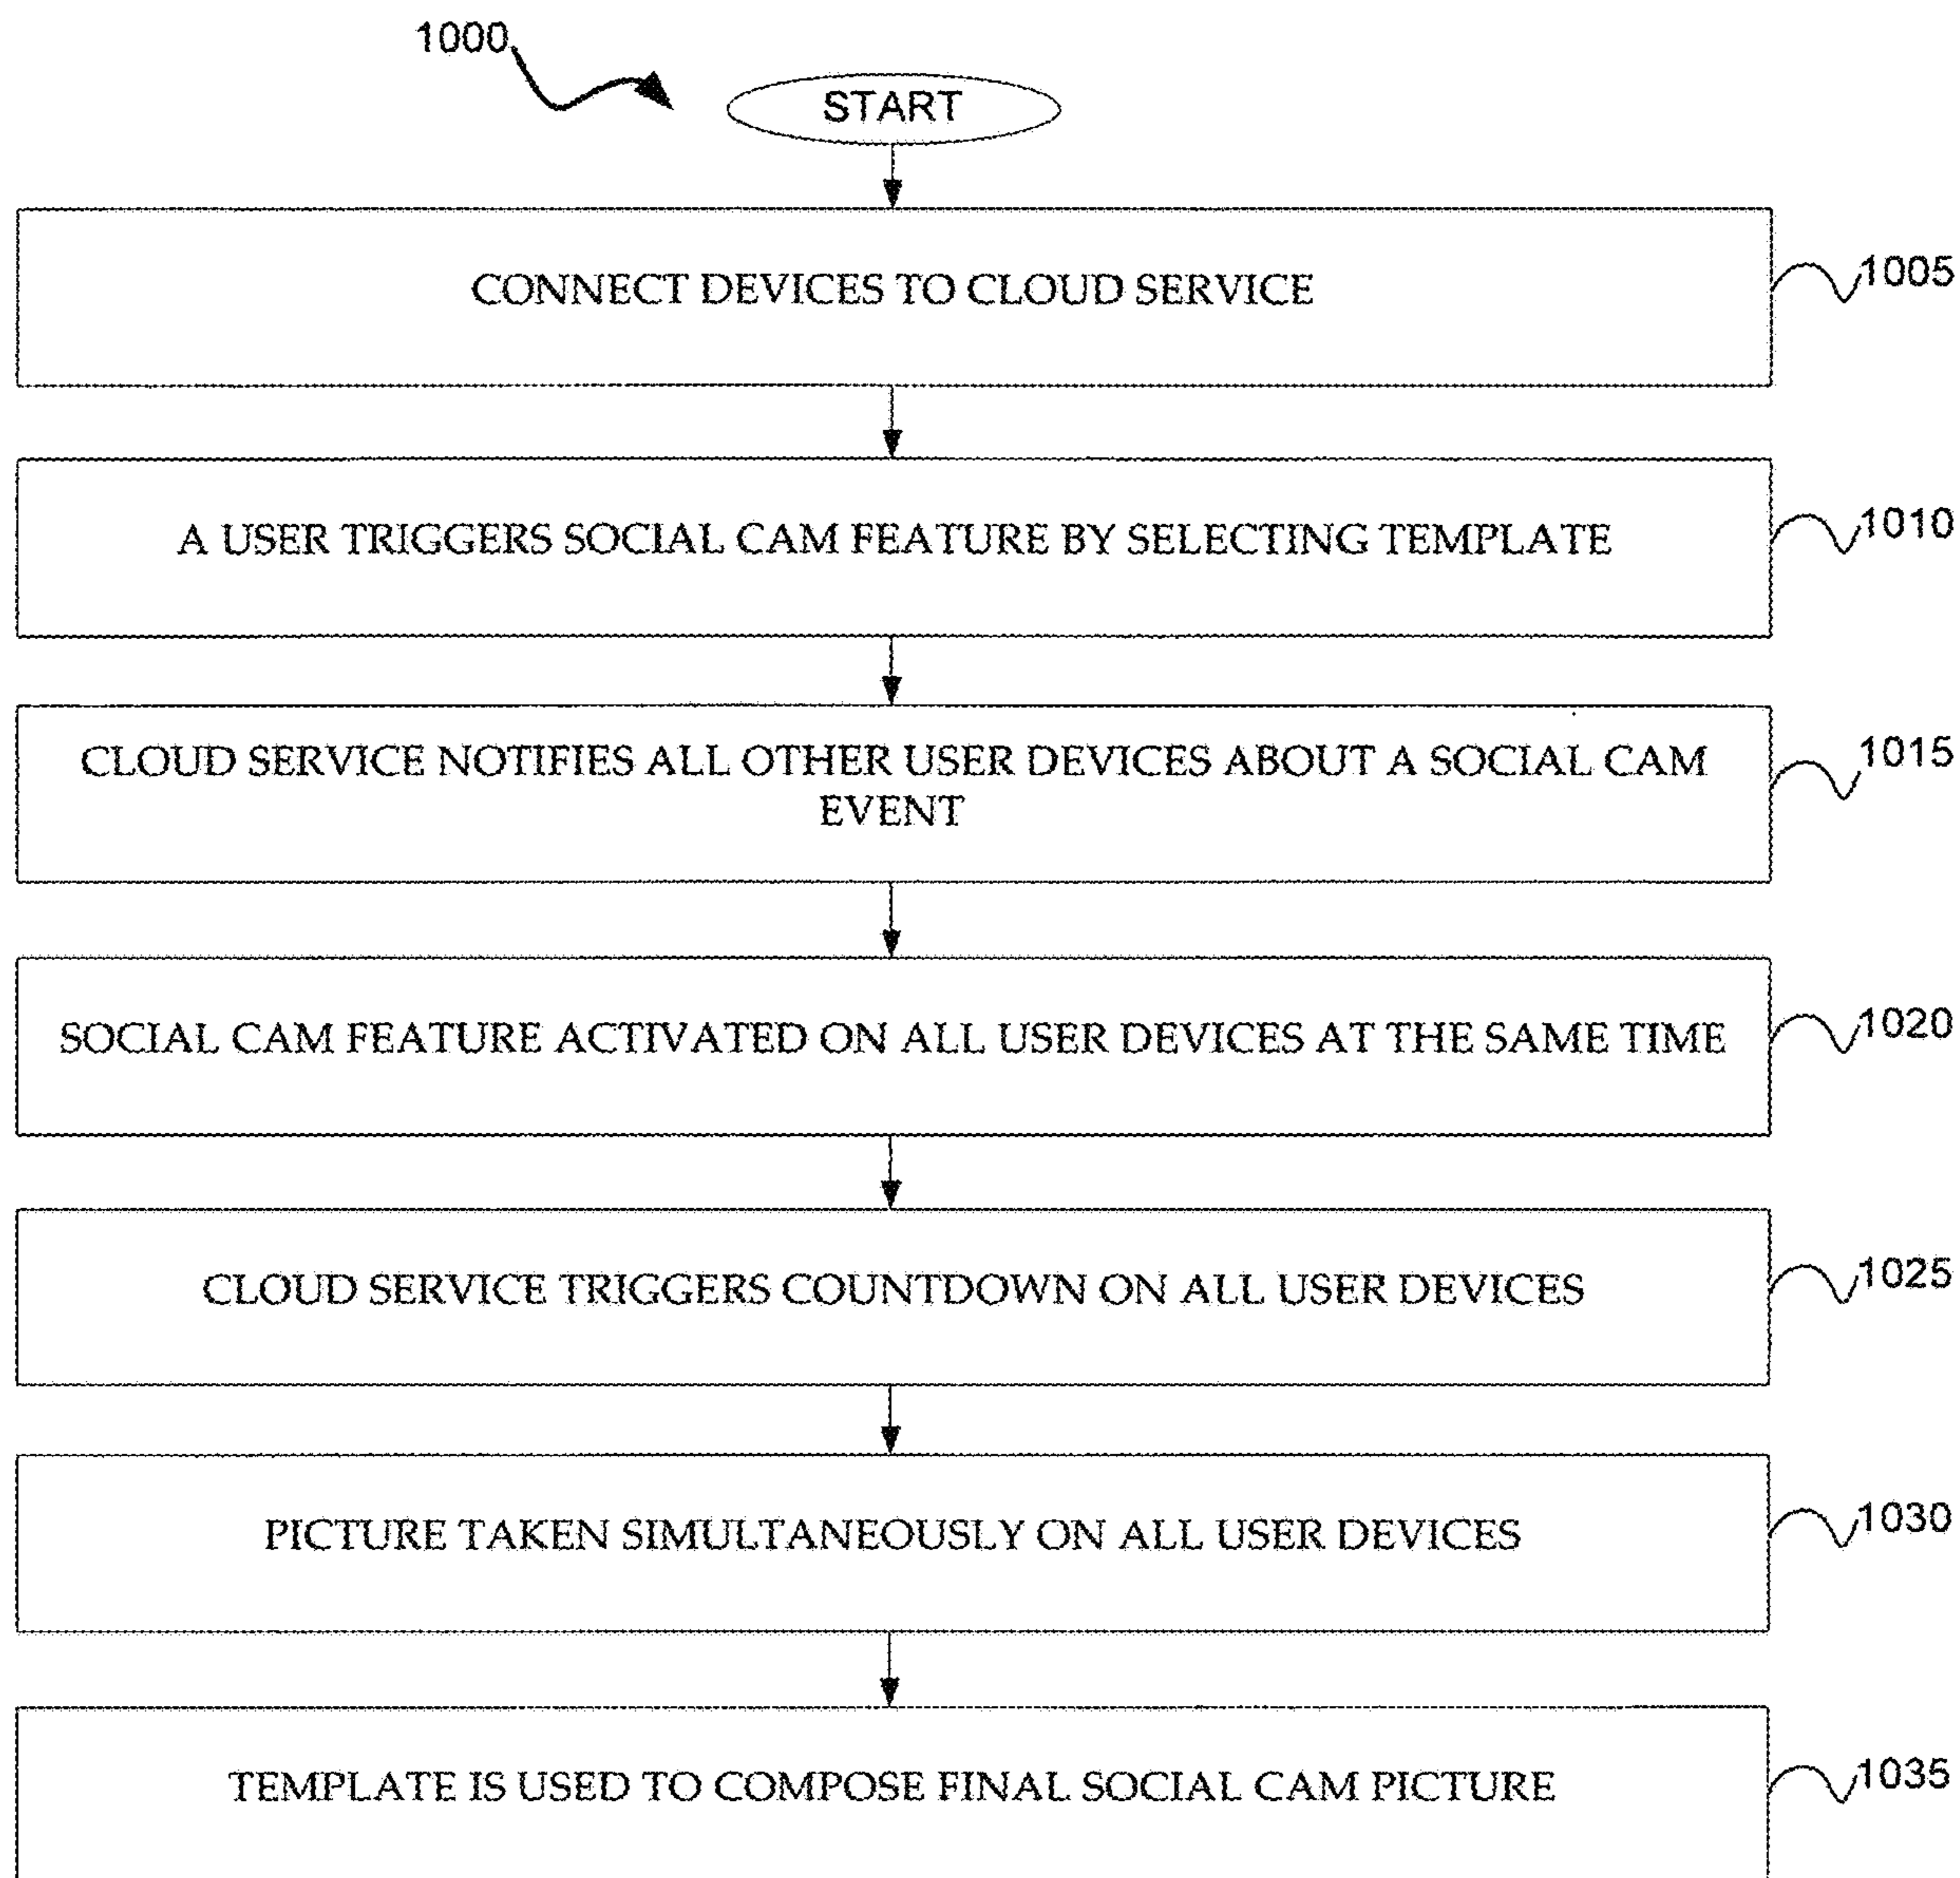 1000
START
CONNECT DEVICES TO CLOUD SERVICE
1005
A USER TRIGGERS SOCIAL CAM FEATURE BY SELECTING TEMPLATE
1010
CLOUD SERVICE NOTIFIES ALL OTHER USER DEVICES ABOUT A SOCIAL CAM
EVENT
1015
SOCIAL CAM FEATURE ACTIVATED ON ALL USER DEVICES AT THE SAME TIME
1020
CLOUD SERVICE TRIGGERS COUNTDOWN ON ALL USER DEVICES
1025
PICTURE TAKEN SIMULTANEOUSLY ON ALL USER DEVICES
1030
TEMPLATE IS USED TO COMPOSE FINAL SOCIAL CAM PICTURE
1035